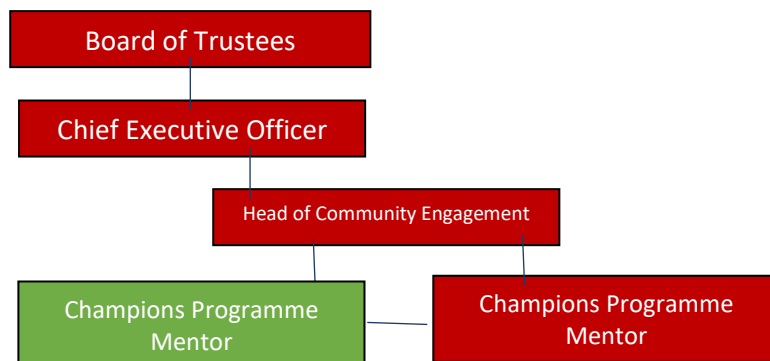 Board of Trustees
Chief Executive Officer
Head of Community Engagement
Champions Programme
Mentor
Champions Programme
Mentor